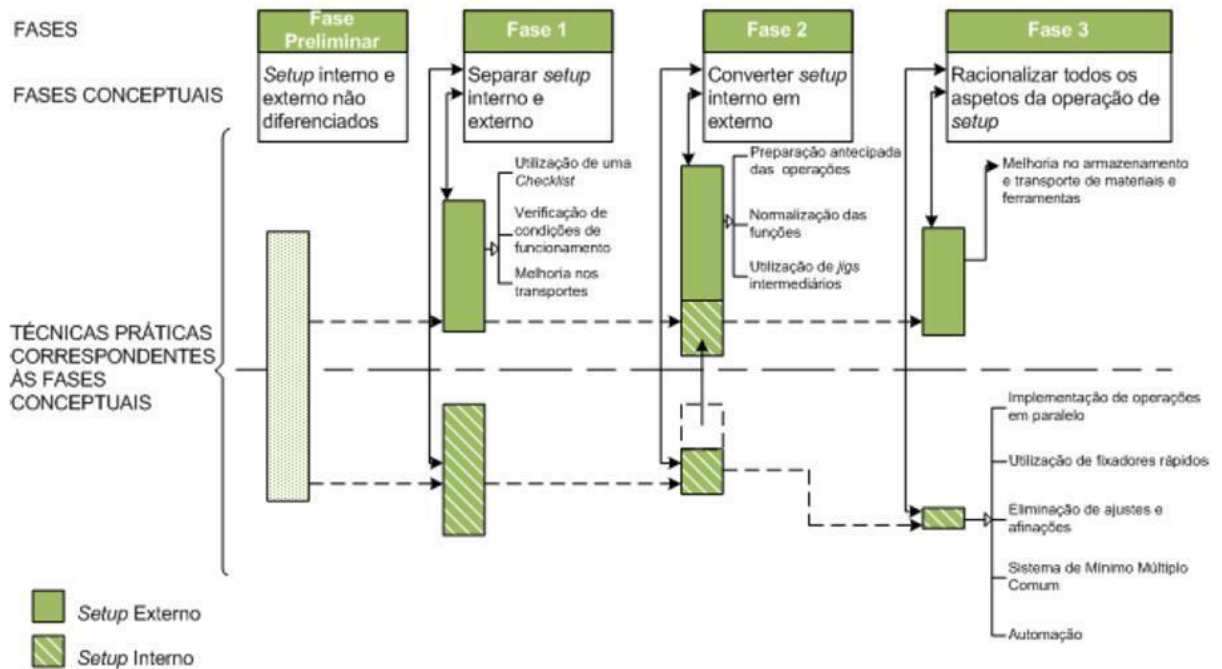 FASES
Fase
Preliminar
Fase 1
Fase 2
Fase 3
FASES CONCEPTUAIS
Setup interno e
externo não
diferenciados
Separar setup
interno e
externo
Converter setup
interno em
externo
Racionalizar todos os
aspetos da operação de
setup
TÉCNICAS PRÁTICAS
CORRESPONDENTES
ÀS FASES
CONCEPTUAIS
Utilização de uma
Checklist
Verificação de
condições de
funcionamento
Melhoria nos
transportes
Preparação antecipada
das operações
Normalização das
funções
Utilização de jigs
intermediários
Melhoria no armazenamento
e transporte de materiais e
ferramentas
Implementação de operações
em paralelo
Utilização de fixadores rápidos
Eliminação de ajustes e
afinações
Sistema de Mínimo Múltiplo
Comum
Automação
Setup Externo
Setup Interno